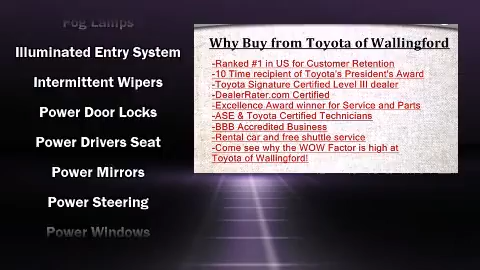 Fog Lamps
Illuminated Entry System
Intermittent Wipers
Power Door Locks
Power Drivers Seat
Power Mirrors
Power Steering
Power Windows
Why Buy from Toyota of Wallingford
-Ranked #1 in US for Customer Retention
-10 Time recipient of Toyota's President's Award
-Toyota Signature Certified Level III dealer
-DealerRater.com Certified
-Excellence Award winner for Service and Parts
-ASE & Toyota Certified Technicians
-BBB Accredited Business
-Rental car and free shuttle service
-Come see why the WOW Factor is high at
Toyota of Wallingford!